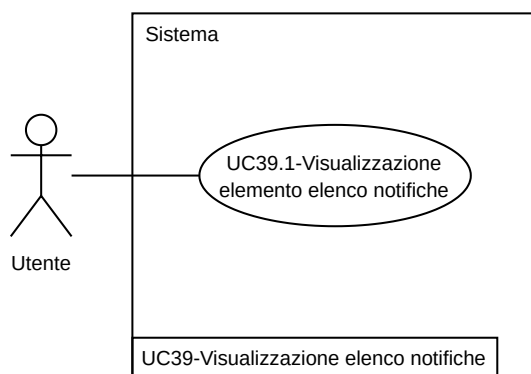 Sistema
UC39.1-Visualizzazione
elemento elenco notifiche
Utente
UC39-Visualizzazione elenco notifiche